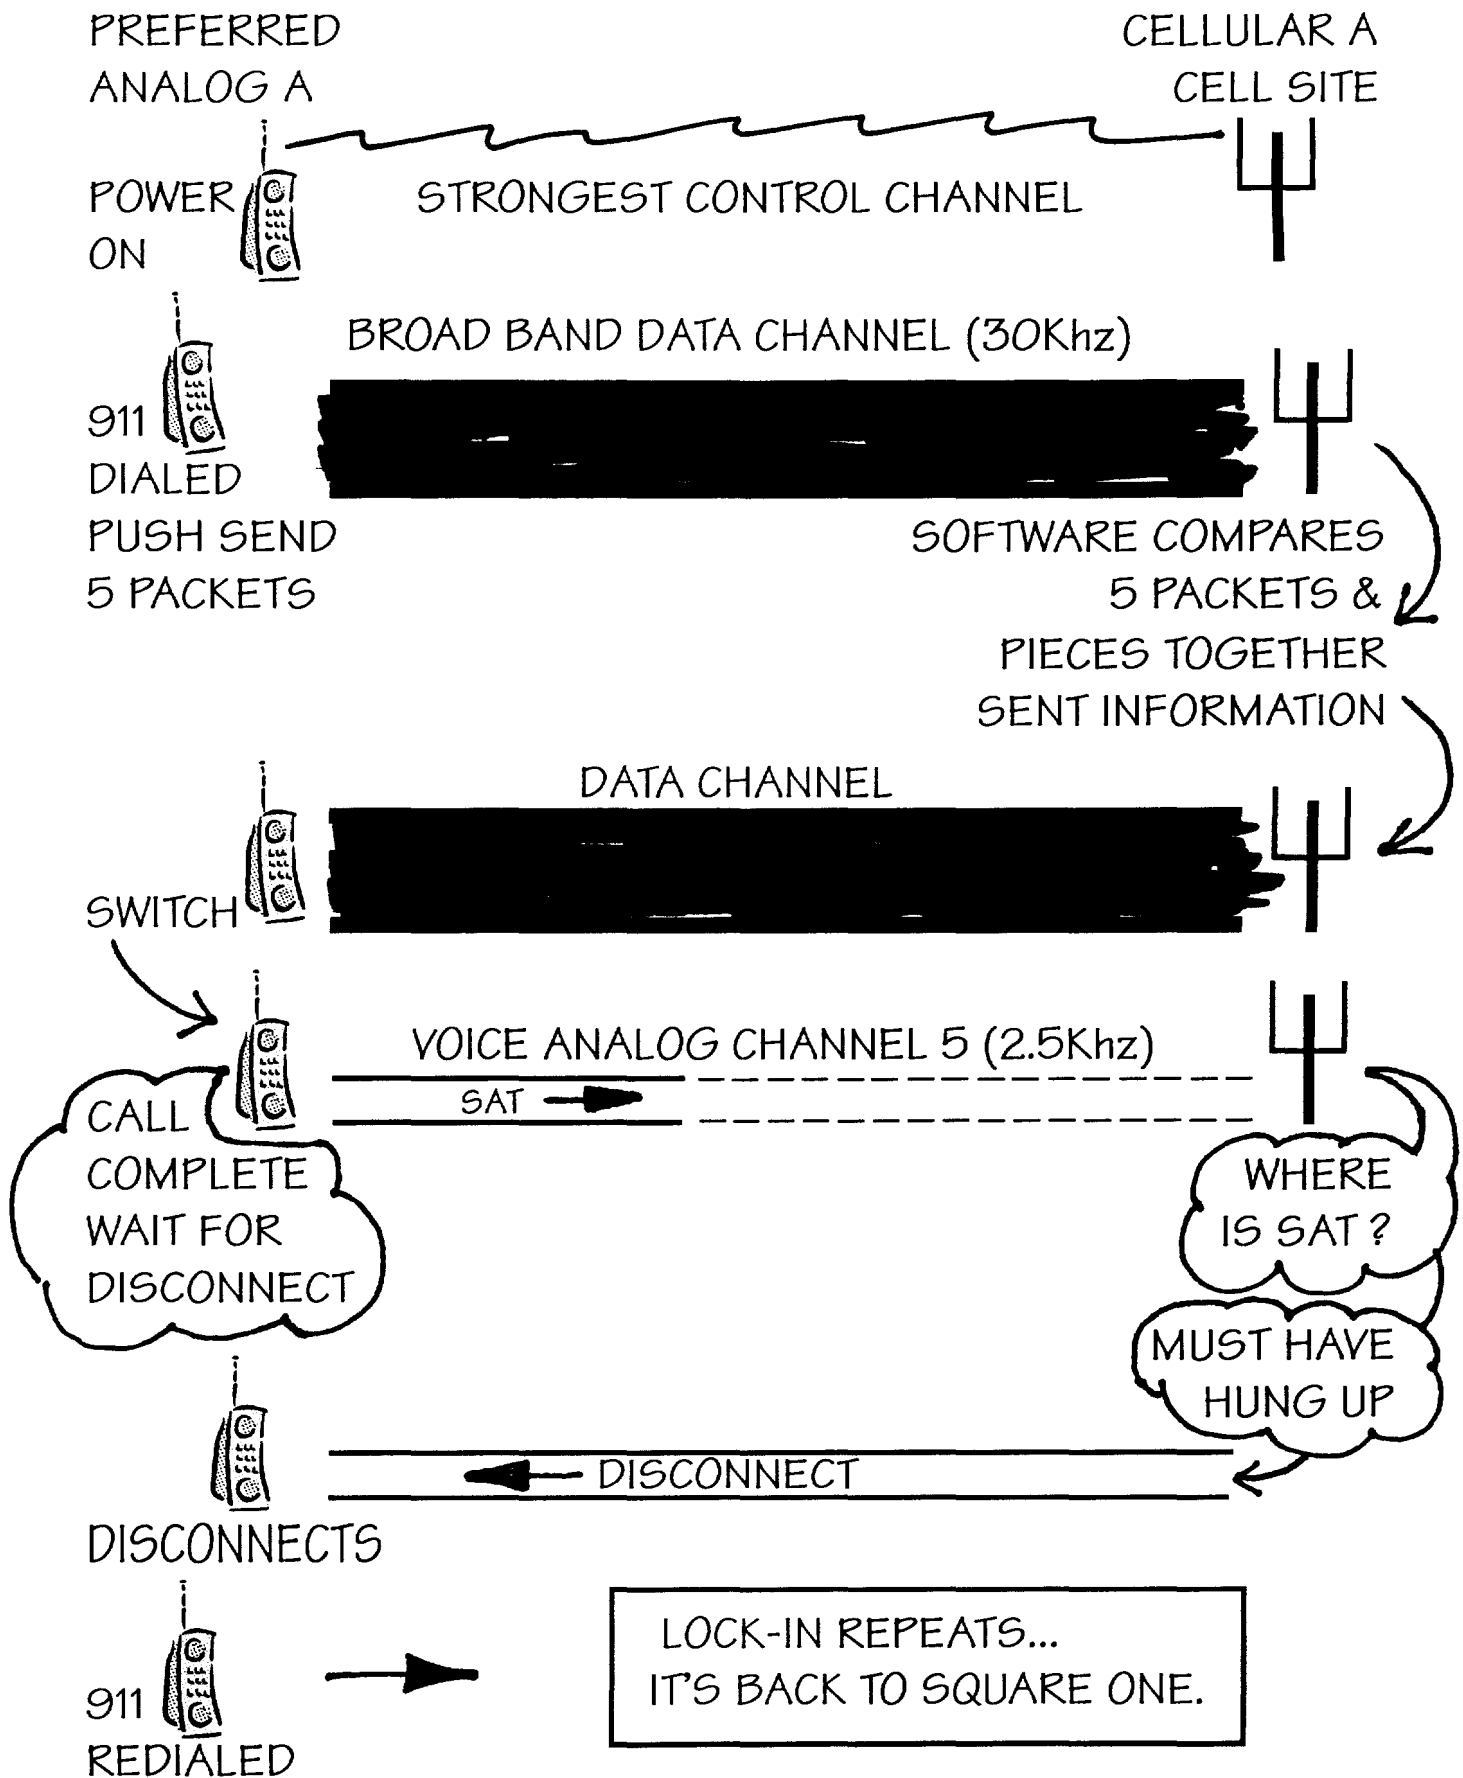 PREFERRED
ANALOG A
CELLULAR A
CELL SITE
POWER
ON
STRONGEST CONTROL CHANNEL
BROAD BAND DATA CHANNEL (30Khz)
911
DIALED
PUSH SEND
5 PACKETS
SOFTWARE COMPARES
5 PACKETS &
PIECES TOGETHER
SENT INFORMATION
DATA CHANNEL
SWITCH
VOICE ANALOG CHANNEL 5 (2.5Khz)
SAT
CALL
COMPLETE
WAIT FOR
DISCONNECT
WHERE
IS SAT?
MUST HAVE
HUNG UP
DISCONNECT
DISCONNECTS
911
REDIALED
LOCK-IN REPEATS...
IT'S BACK TO SQUARE ONE.